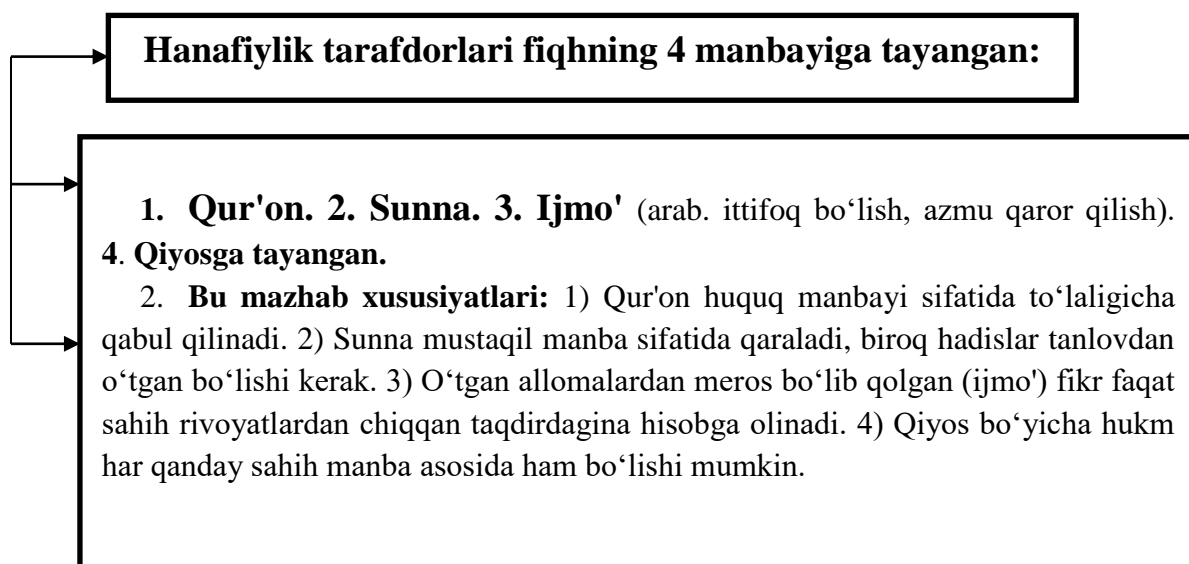 Hanafiylik tarafdorlari fiqhning 4 manbayiga tayangan:
1. Qur'on. 2. Sunna. 3. Ijmo' (arab. ittifoq bo‘lish, azmu qaror qilish).
4. Qiyosga tayangan.
2. Bu mazhab xususiyatlari: 1) Qur'on huquq manbayi sifatida to‘laligicha
qabul qilinadi. 2) Sunna mustaqil manba sifatida qaraladi, biroq hadislar tanlovdan
o‘tgan bo‘lishi kerak. 3) O‘tgan allomalardan meros bo‘lib qolgan (ijmo') fikr faqat
sahih rivoyatlardan chiqqan taqdirdagina hisobga olinadi. 4) Qiyos bo‘yicha hukm
har qanday sahih manba asosida ham bo‘lishi mumkin.